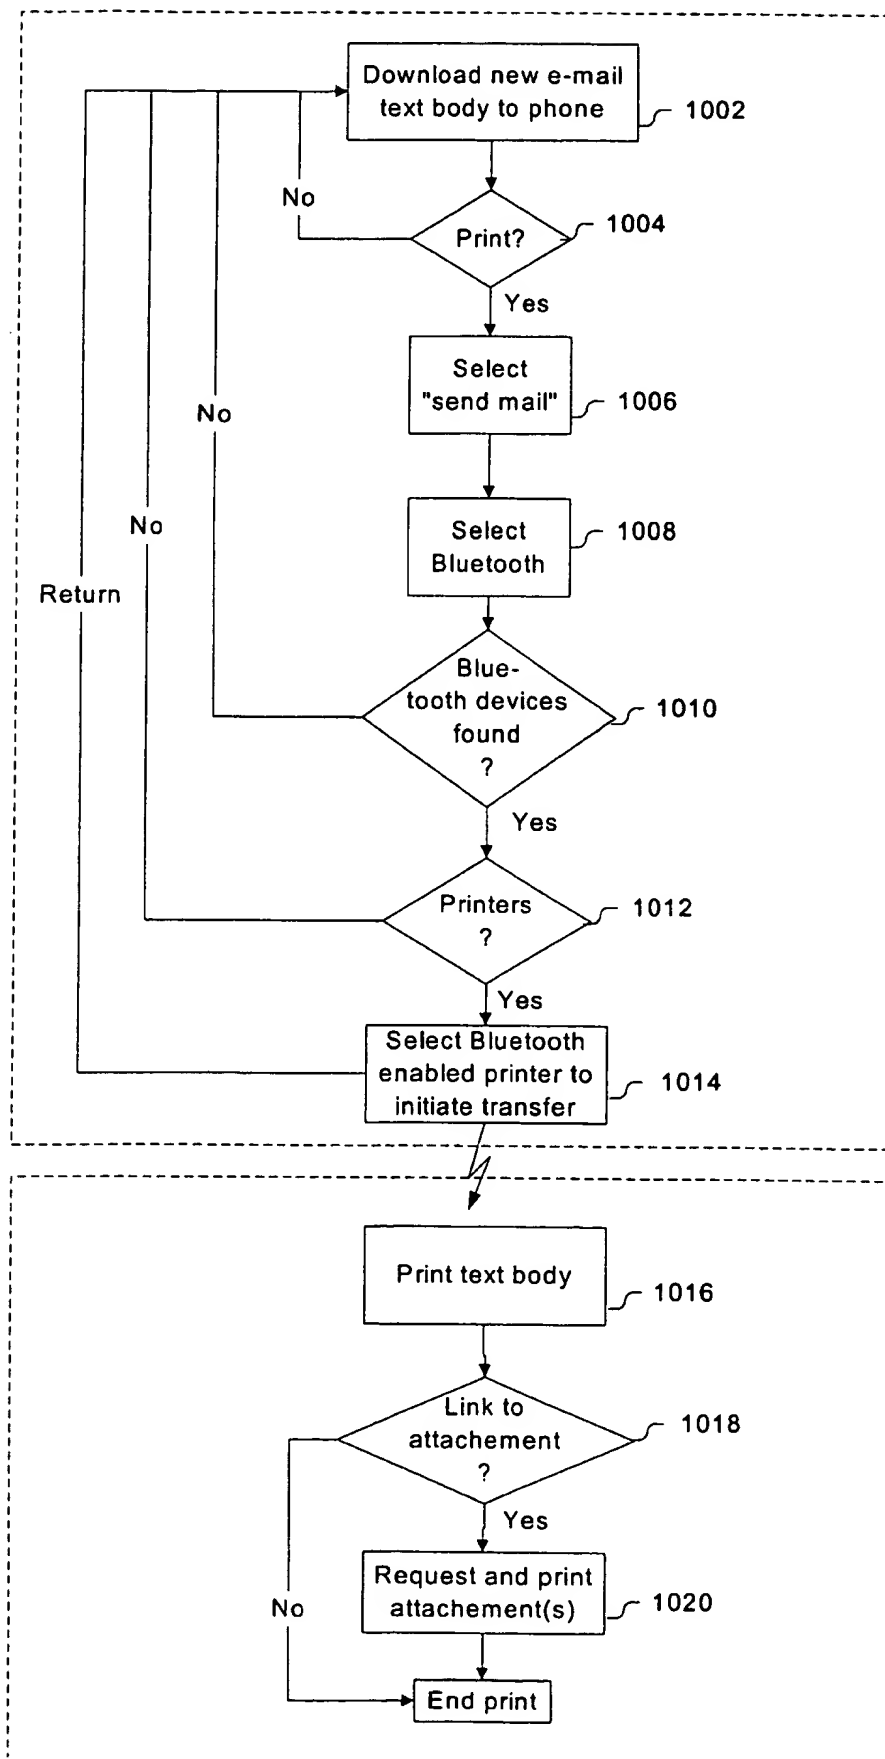 Download new e-mail
text body to phone
1002
No
Print?
1004
Yes
Select
"send mail"
1006
No
Select
Bluetooth
1008
No
Return
Blue-
tooth devices
found
?
1010
Yes
Printers
?
1012
Yes
Select Bluetooth
enabled printer to
initiate transfer
1014
Print text body
1016
Link to
attachement
?
1018
Yes
Request and print
attachement(s)
1020
No
End print